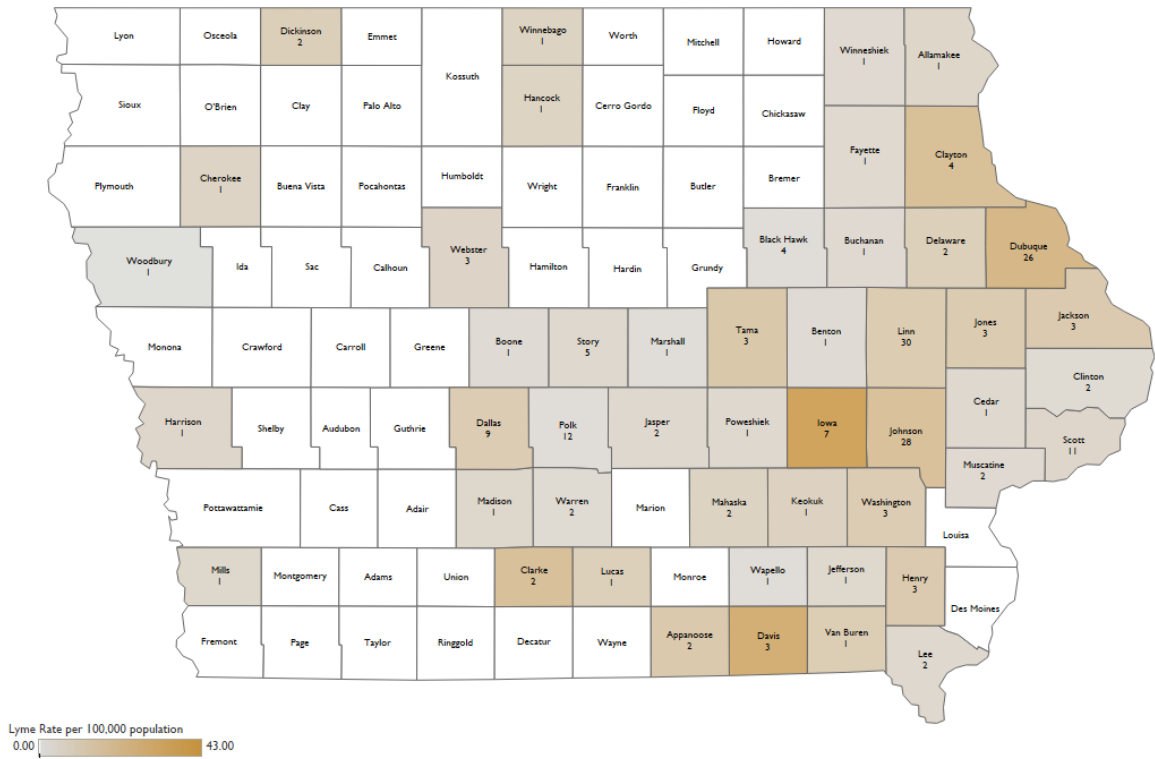 Lyon
Osceola
Dickinson
2
Emmet
Kossuth
Winnebago
1
Worth
Mitchell
Howard
Winneshiek
1
Allamakee
1
Sioux
O'Brien
Clay
Palo Alto
Hancock
1
Cerro Gordo
Floyd
Chickasaw
Fayette
1
Clayton
4
Plymouth
Cherokee
1
Buena Vista
Pocahontas
Humboldt
Wright
Franklin
Butler
Bremer
Woodbury
1
Ida
Sac
Calhoun
Webster
3
Hamilton
Hardin
Grundy
Black Hawk
4
Buchanan
1
Delaware
2
Dubuque
26
Monona
Crawford
Carroll
Greene
Boone
1
Story
5
Marshall
1
Tama
3
Benton
1
Linn
30
Jones
3
Jackson
3
Clinton
2
Harrison
1
Shelby
Audubon
Guthrie
Dallas
9
Polk
12
Jasper
2
Poweshiek
1
Iowa
7
Johnson
28
Cedar
1
Scott
11
Muscatine
2
Pottawattamie
Cass
Adair
Madison
1
Warren
2
Marion
Mahaska
2
Keokuk
1
Washington
3
Louisa
Mills
1
Montgomery
Adams
Union
Clarke
2
Lucas
1
Monroe
Wapello
1
Jefferson
1
Henry
3
Des Moines
Fremont
Page
Taylor
Ringgold
Decatur
Wayne
Appanoose
2
Davis
3
Van Buren
1
Lee
2
Lyme Rate per 100,000 population
0.00 43.00